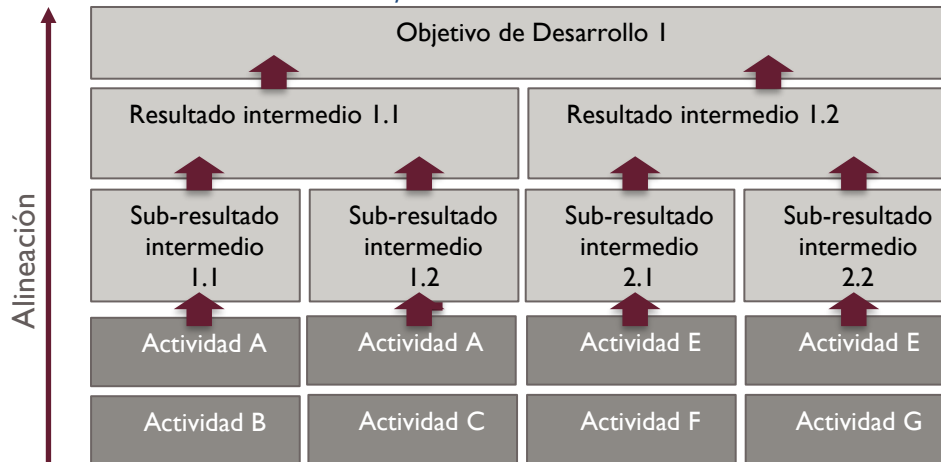 Objetivo de Desarrollo 1
Resultado intermedio 1.1
Resultado intermedio 1.2
Sub-resultado
intermedio
1.1
Sub-resultado
intermedio
1.2
Sub-resultado
intermedio
2.1
Sub-resultado
intermedio
2.2
Actividad A
Actividad A
Actividad E
Actividad E
Actividad B
Actividad C
Actividad F
Actividad G
Alineación